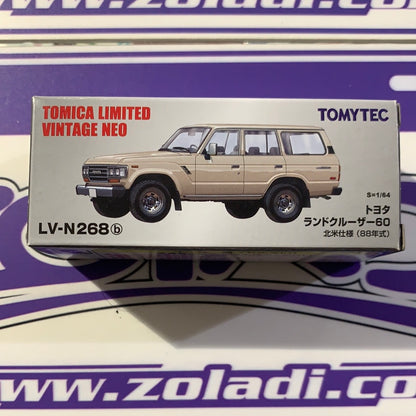 www.zoladi.co
TOMICA LIMITED
VINTAGE NEO
TOMYTEC
S=1/64
トヨタ
ランドクルーザー60
北米仕様（88年式）
LV-N268ⓑ
www.zoladi.com